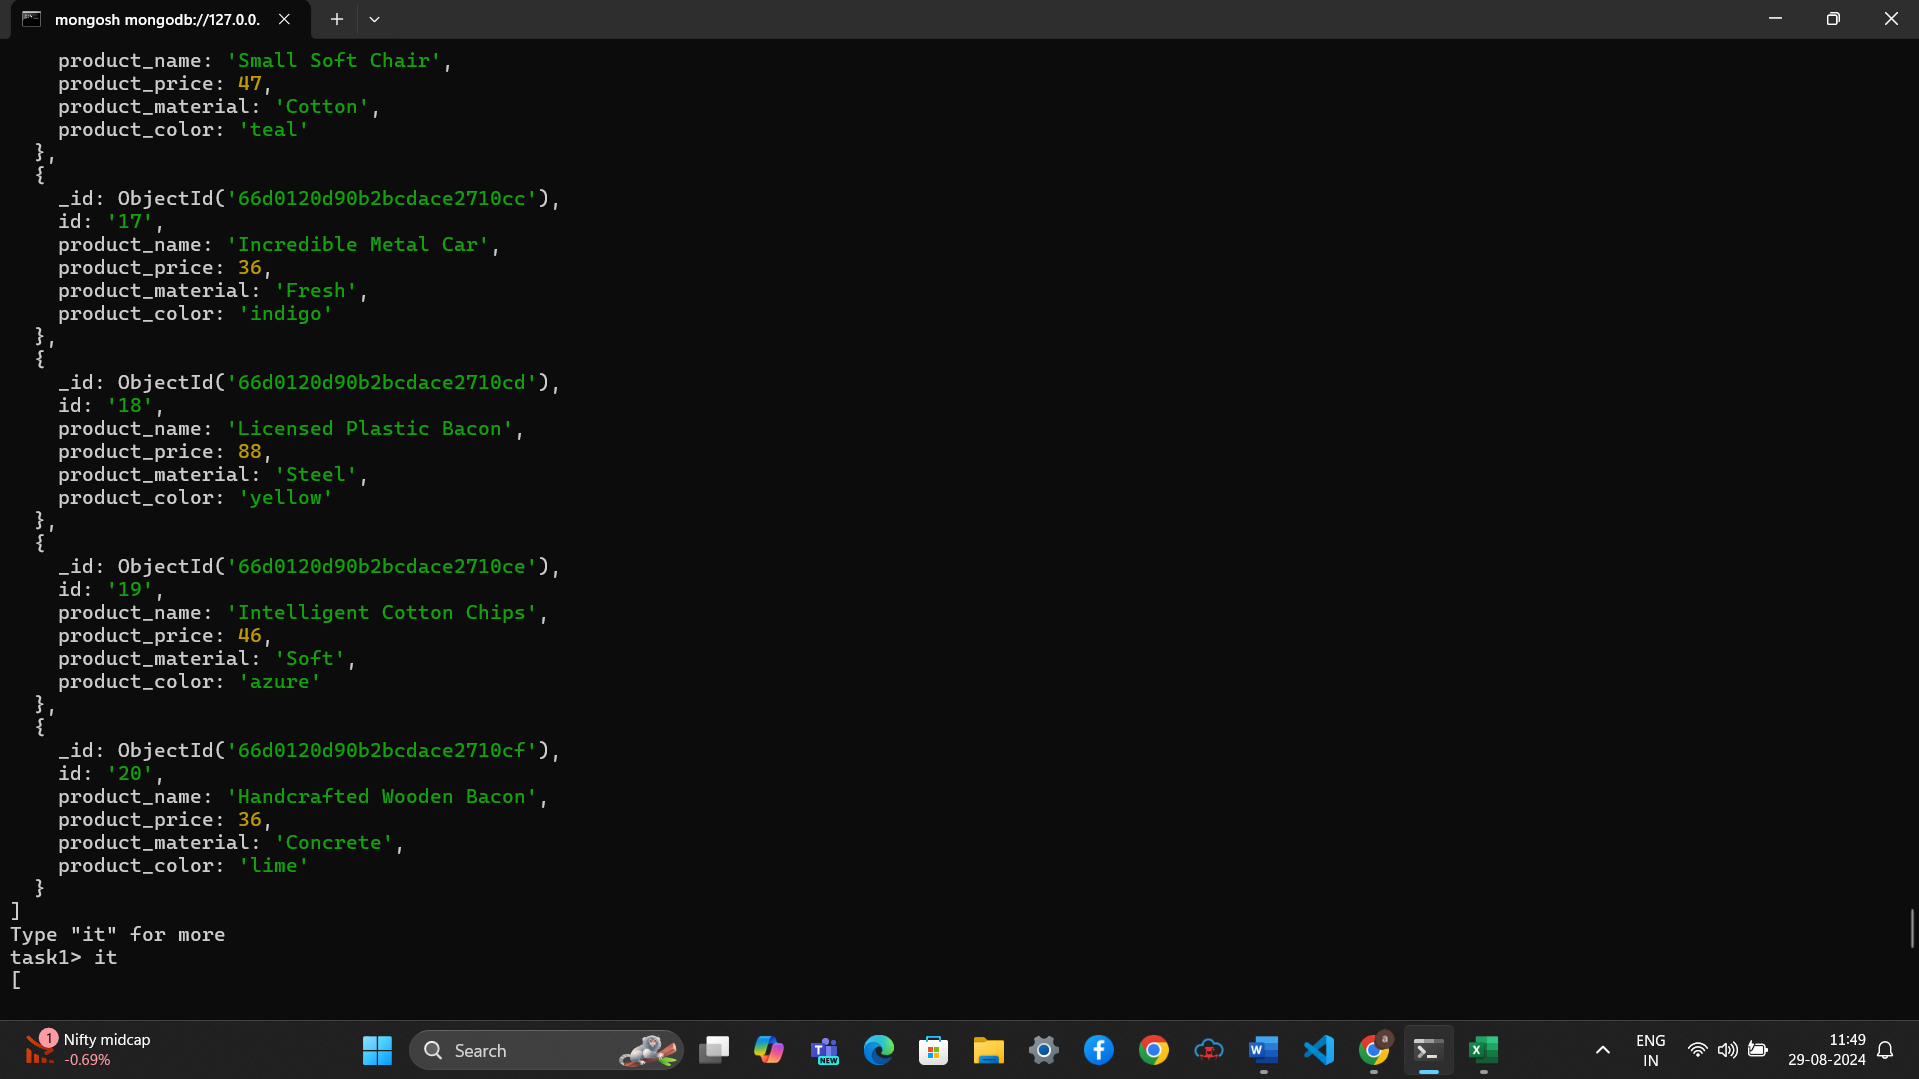 mongosh mongodb://127.0.0.
product_name: 'Small Soft Chair',
product_price: 47,
product_material: 'Cotton',
product_color: 'teal'
},
{
_id: ObjectId('66d0120d90b2bcdace2710cc'),
id: '17',
product_name: 'Incredible Metal Car',
product_price: 36,
product_material: 'Fresh',
product_color: 'indigo'
},
{
_id: ObjectId('66d0120d90b2bcdace2710cd'),
id: '18',
product_name: 'Licensed Plastic Bacon',
product_price: 88,
product_material: 'Steel',
product_color: 'yellow'
},
{
_id: ObjectId('66d0120d90b2bcdace2710ce'),
id: '19',
product_name: 'Intelligent Cotton Chips',
product_price: 46,
product_material: 'Soft',
product_color: 'azure'
},
{
_id: ObjectId('66d0120d90b2bcdace2710cf'),
id: '20',
product_name: 'Handcrafted Wooden Bacon',
product_price: 36,
product_material: 'Concrete',
product_color: 'lime'
}
]
Type "it" for more
task1> it
[
1
Nifty midcap
-0.69%
Search
T
NEW
W
a
X
ENG
IN
11:49
29-08-2024